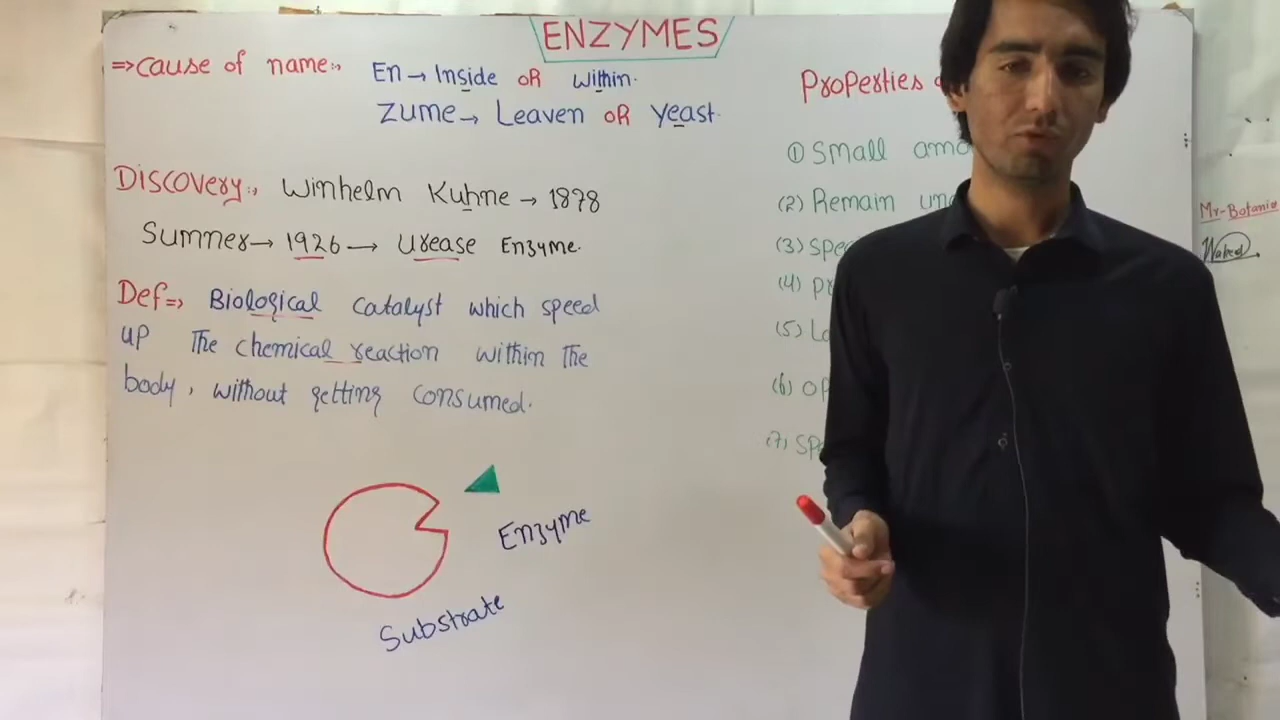 ENZYMES
⇒ Cause of name:- En → Inside OR within.
Zume → Leaven OR yeast.
Discovery:- Winhelm Kuhne → 1878
Sumner → 1926 → Urease Enzyme.
Def ⇒ Biological catalyst which speed
up The chemical reaction within The
body, without getting consumed.
Enzyme
Substrate
Properties
(1) Small
(2) Remain
(3)
(4)
(5)
(6)
(7)
Mr-Botanis
Waheed